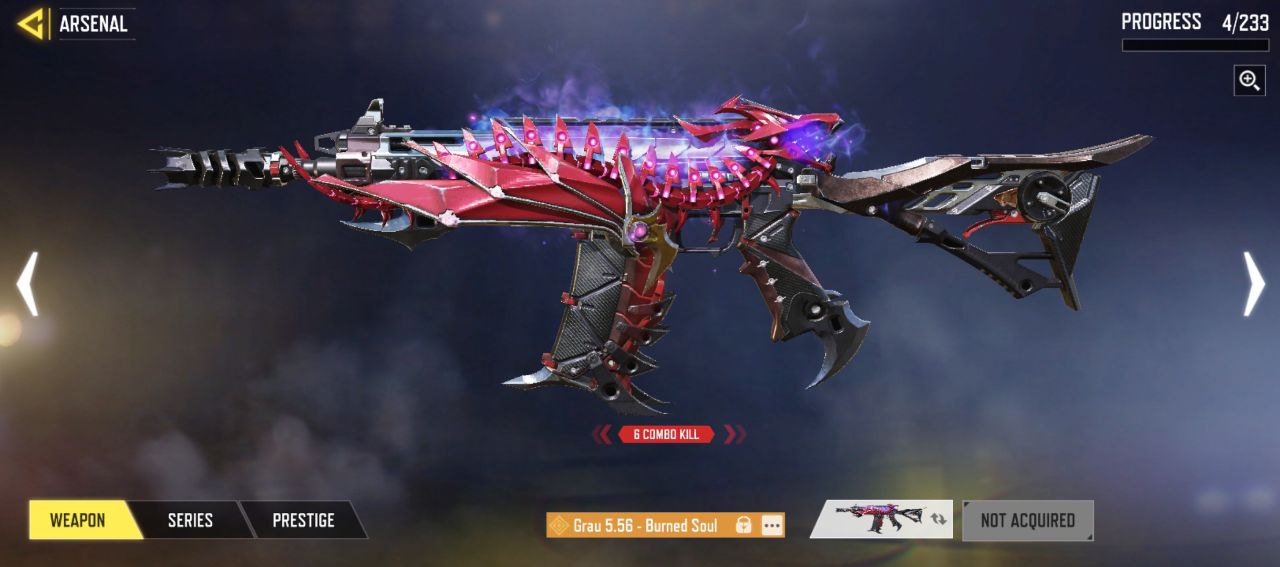 ARSENAL
PROGRESS 4/233
6 COMBO KILL
WEAPON
SERIES
PRESTIGE
Grau 5.56 - Burned Soul
NOT ACQUIRED